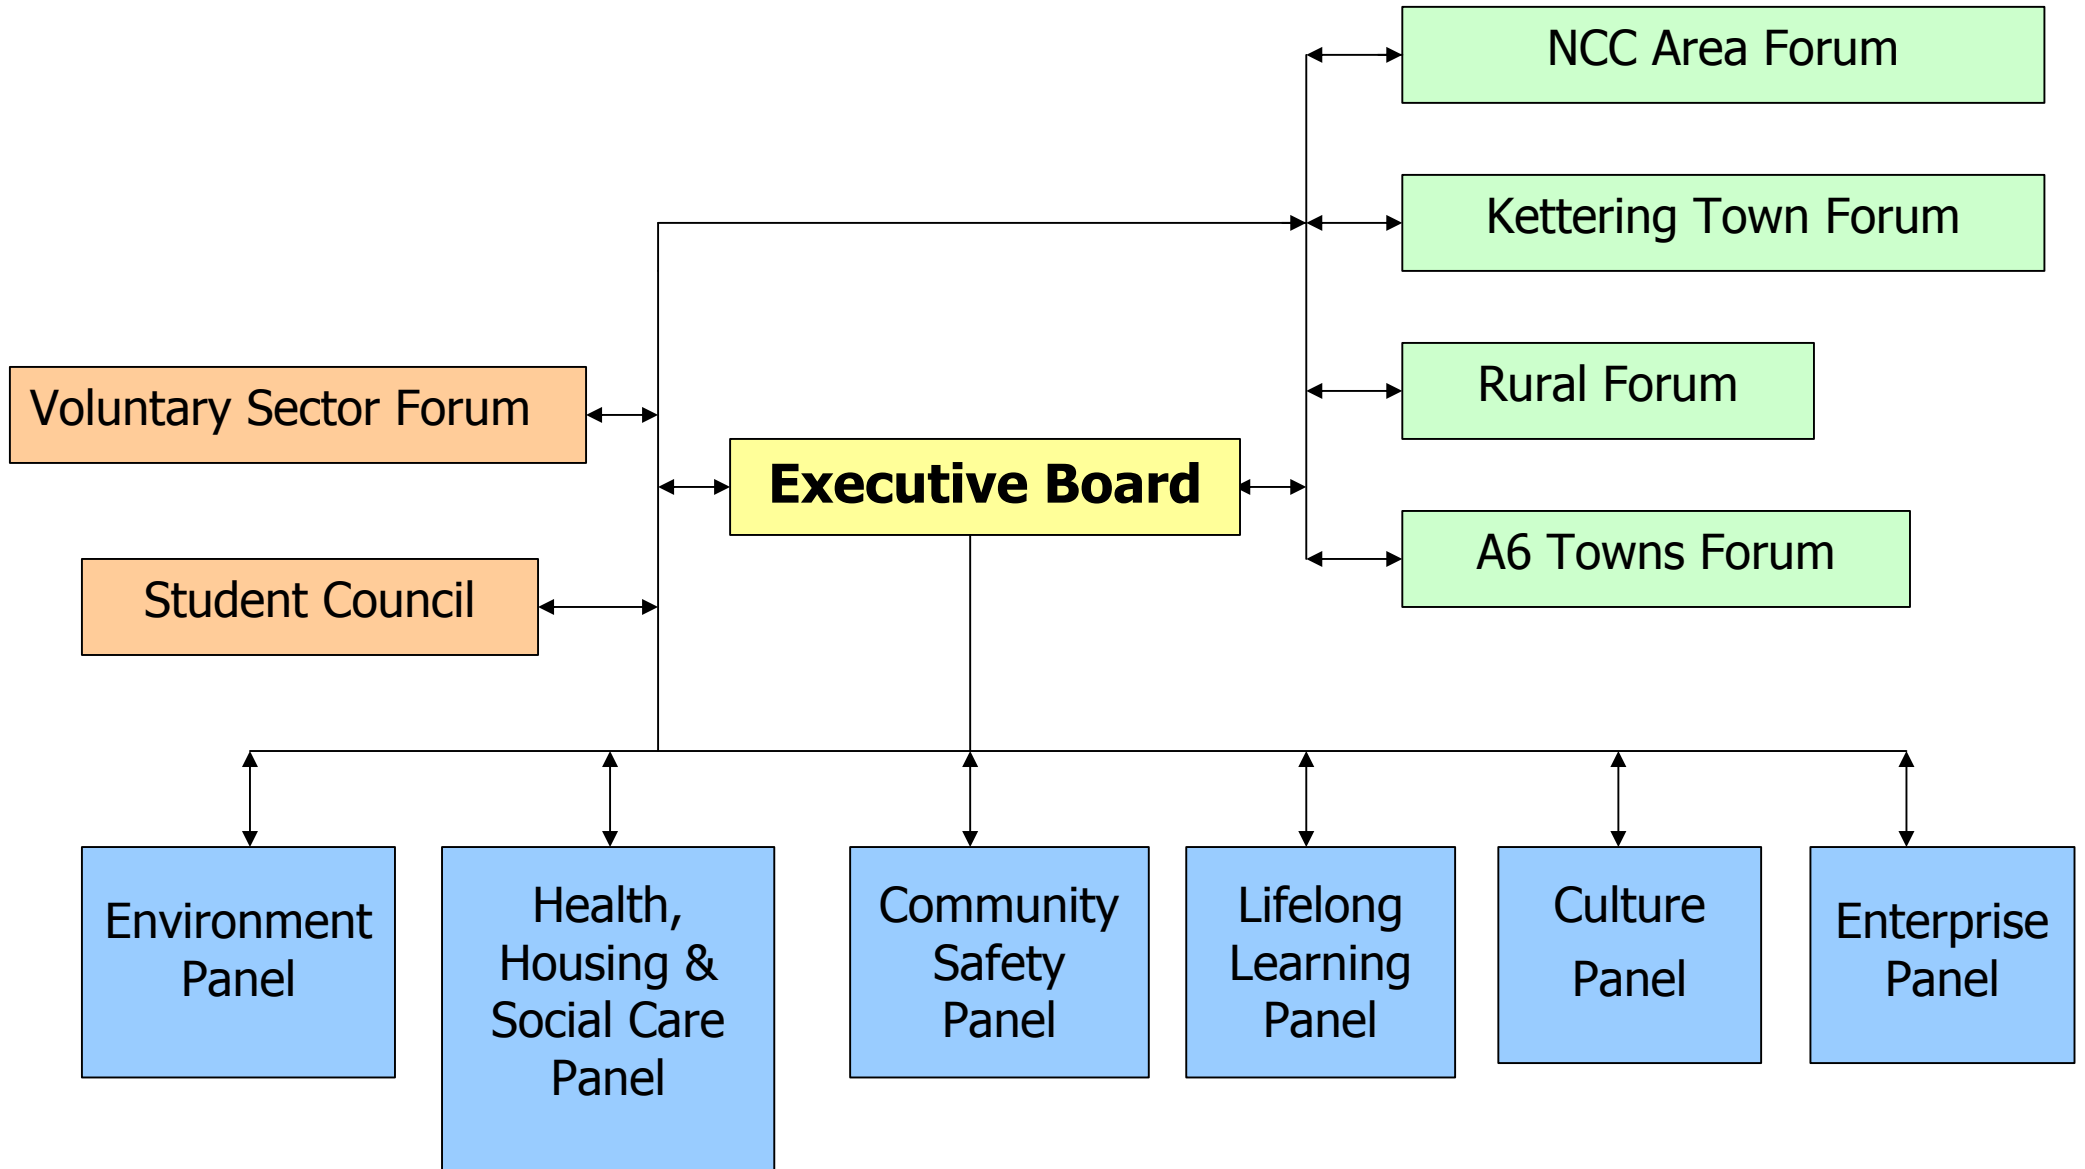 NCC Area Forum
Kettering Town Forum
Rural Forum
Voluntary Sector Forum
Executive Board
A6 Towns Forum
Student Council
Environment
Panel
Health,
Housing &
Social Care
Panel
Community
Safety
Panel
Lifelong
Learning
Panel
Culture
Panel
Enterprise
Panel